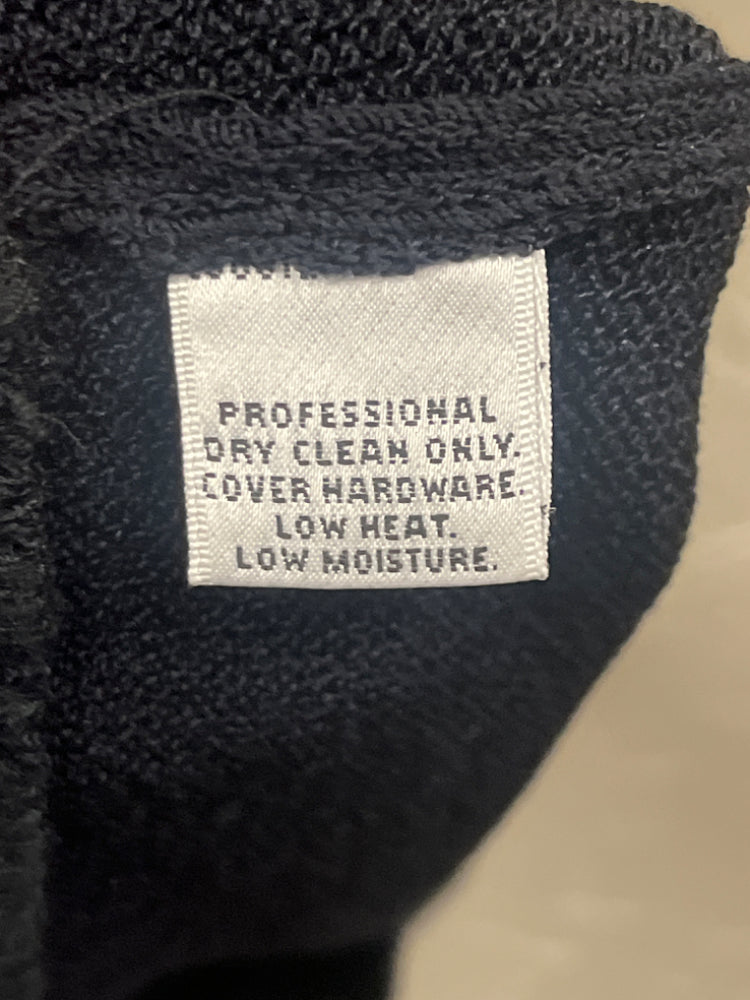 PROFESSIONAL
DRY CLEAN ONLY.
COVER HARDWARE.
LOW HEAT.
LOW MOISTURE.